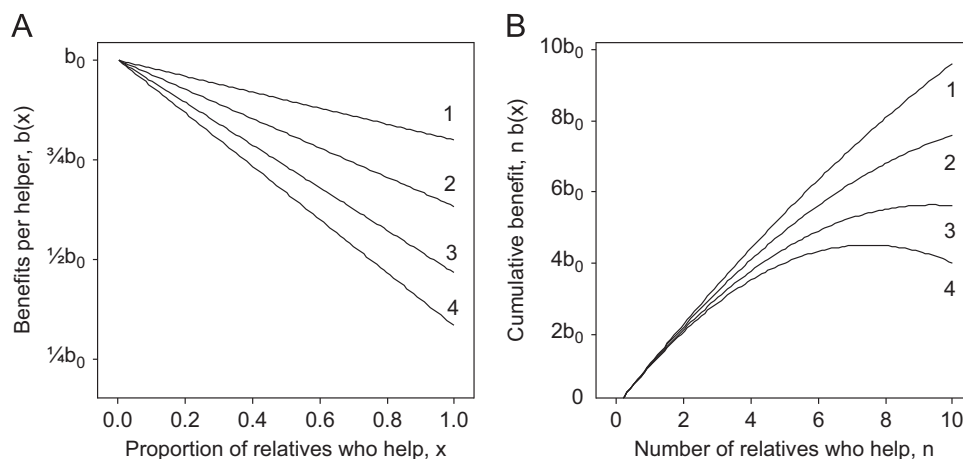 A
Benefits per helper, b(x)
b₀
¾b₀
½b₀
¼b₀
1
2
3
4
0.0 0.2 0.4 0.6 0.8 1.0
Proportion of relatives who help, x
B
Cumulative benefit, n b(x)
10b₀
8b₀
6b₀
4b₀
2b₀
0
1
2
3
4
0 2 4 6 8 10
Number of relatives who help, n